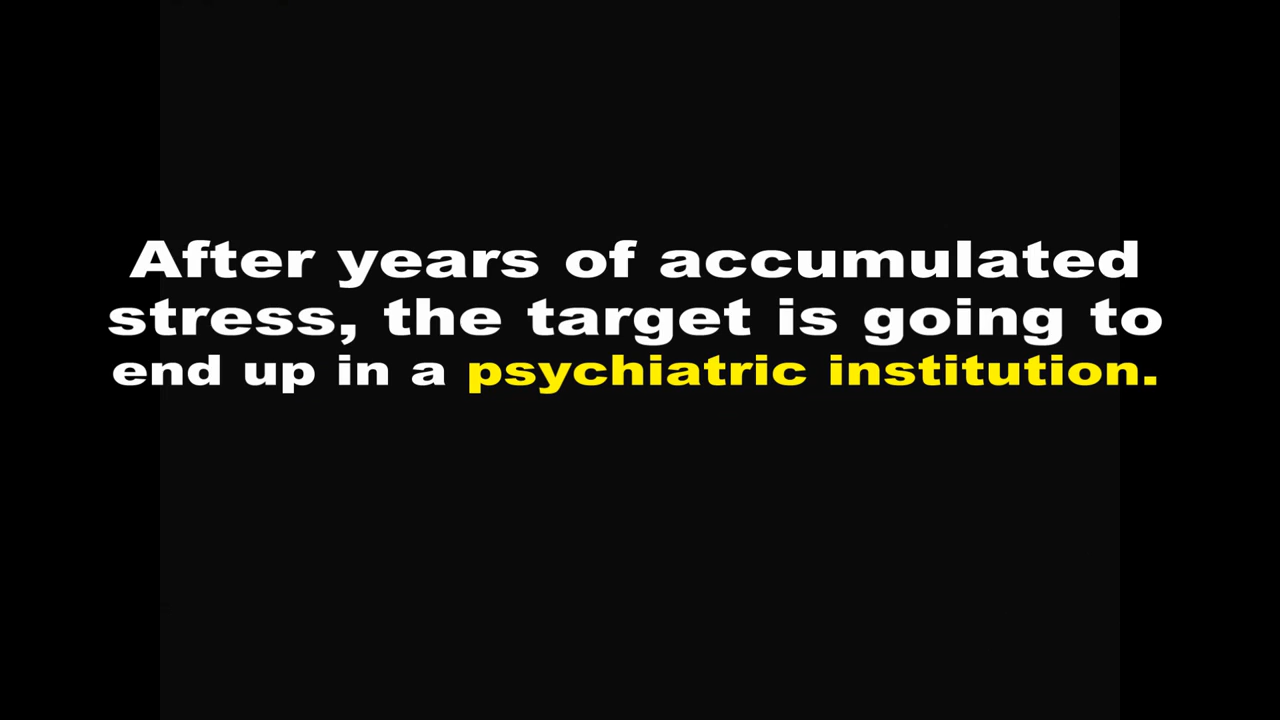 After years of accumulated
stress, the target is going to
end up in a psychiatric institution.